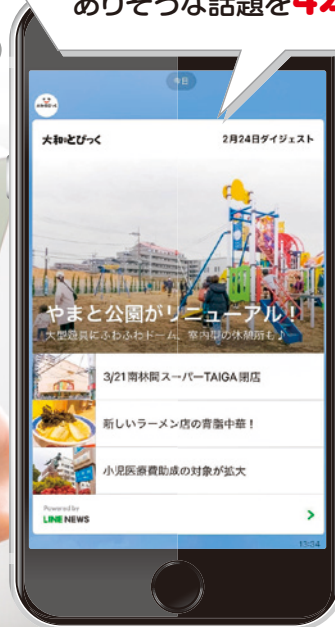 ありそうな話題を4本
今日
大和とぴっく
2月24日ダイジェスト
やまと公園がリニューアル！
大型遊具にふわふわドーム、室内型の休憩所も♪
3/21南林間スーパーTAIGA閉店
新しいラーメン店の背脂中華！
小児医療費助成の対象が拡大
Powered by
LINE NEWS
13:34